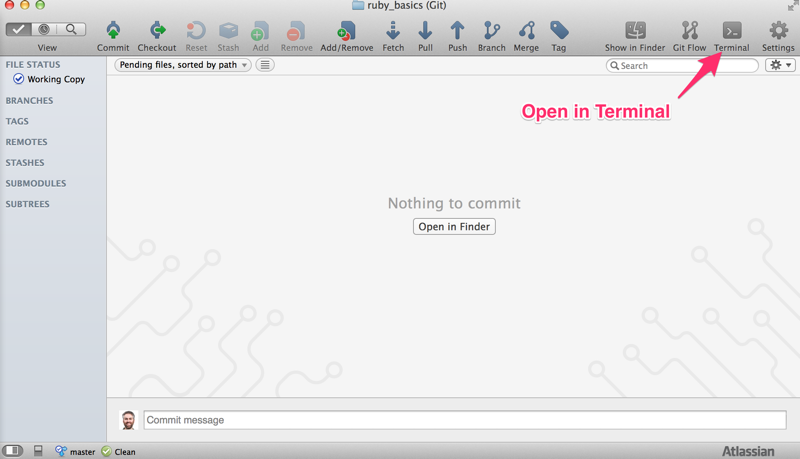 ruby_basics (Git)
View
Commit
Checkout
Reset
Stash
Add
Remove
Add/Remove
Fetch
Pull
Push
Branch
Merge
Tag
Show in Finder
Git Flow
Terminal
Settings
FILE STATUS
Working Copy
BRANCHES
TAGS
REMOTES
STASHES
SUBMODULES
SUBTREES
Pending files, sorted by path
Search
Open in Terminal
Nothing to commit
Open in Finder
Commit message
master
Clean
Atlassian